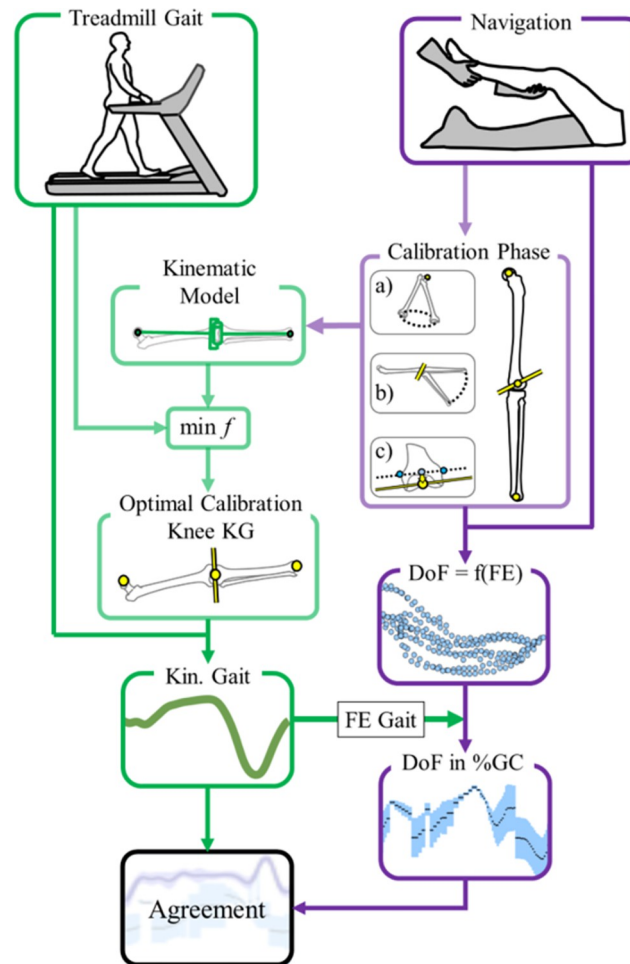 Treadmill Gait
Navigation
Calibration Phase
a)
b)
c)
Kinematic
Model
min f
Optimal Calibration
Knee KG
DoF = f(FE)
Kin. Gait
FE Gait
DoF in %GC
Agreement